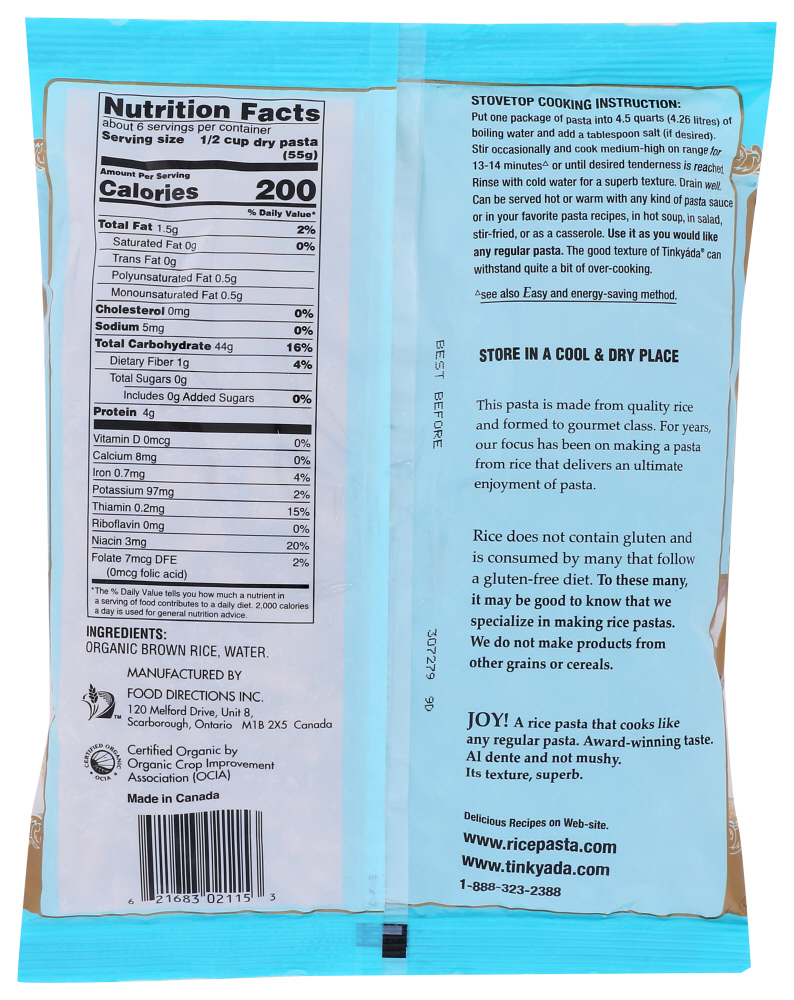 Nutrition Facts
about 6 servings per container
Serving size 1/2 cup dry pasta
(55g)
Amount Per Serving
Calories 200
% Daily Value*
Total Fat 1.5g 2%
Saturated Fat 0g 0%
Trans Fat 0g
Polyunsaturated Fat 0.5g
Monounsaturated Fat 0.5g
Cholesterol 0mg 0%
Sodium 5mg 0%
Total Carbohydrate 44g 16%
Dietary Fiber 1g 4%
Total Sugars 0g
Includes 0g Added Sugars 0%
Protein 4g
Vitamin D 0mcg 0%
Calcium 8mg 0%
Iron 0.7mg 4%
Potassium 97mg 2%
Thiamin 0.2mg 15%
Riboflavin 0mg 0%
Niacin 3mg 20%
Folate 7mcg DFE 2%
(0mcg folic acid)
*The % Daily Value tells you how much a nutrient in
a serving of food contributes to a daily diet. 2,000 calories
a day is used for general nutrition advice.
INGREDIENTS:
ORGANIC BROWN RICE, WATER.
MANUFACTURED BY
FOOD DIRECTIONS INC.
120 Melford Drive, Unit 8,
Scarborough, Ontario M1B 2X5 Canada
TM
CERTIFIED ORGANIC
OCIA
Certified Organic by
Organic Crop Improvement
Association (OCIA)
Made in Canada
6 21683 02115 3
BEST BEFORE
307279 9D
STOVETOP COOKING INSTRUCTION:
Put one package of pasta into 4.5 quarts (4.26 litres) of
boiling water and add a tablespoon salt (if desired).
Stir occasionally and cook medium-high on range for
13-14 minutes△ or until desired tenderness is reached.
Rinse with cold water for a superb texture. Drain well.
Can be served hot or warm with any kind of pasta sauce
or in your favorite pasta recipes, in hot soup, in salad,
stir-fried, or as a casserole. Use it as you would like
any regular pasta. The good texture of Tinkyáda® can
withstand quite a bit of over-cooking.
△see also Easy and energy-saving method.
STORE IN A COOL & DRY PLACE
This pasta is made from quality rice
and formed to gourmet class. For years,
our focus has been on making a pasta
from rice that delivers an ultimate
enjoyment of pasta.
Rice does not contain gluten and
is consumed by many that follow
a gluten-free diet. To these many,
it may be good to know that we
specialize in making rice pastas.
We do not make products from
other grains or cereals.
JOY! A rice pasta that cooks like
any regular pasta. Award-winning taste.
Al dente and not mushy.
Its texture, superb.
Delicious Recipes on Web-site.
www.ricepasta.com
www.tinkyada.com
1-888-323-2388